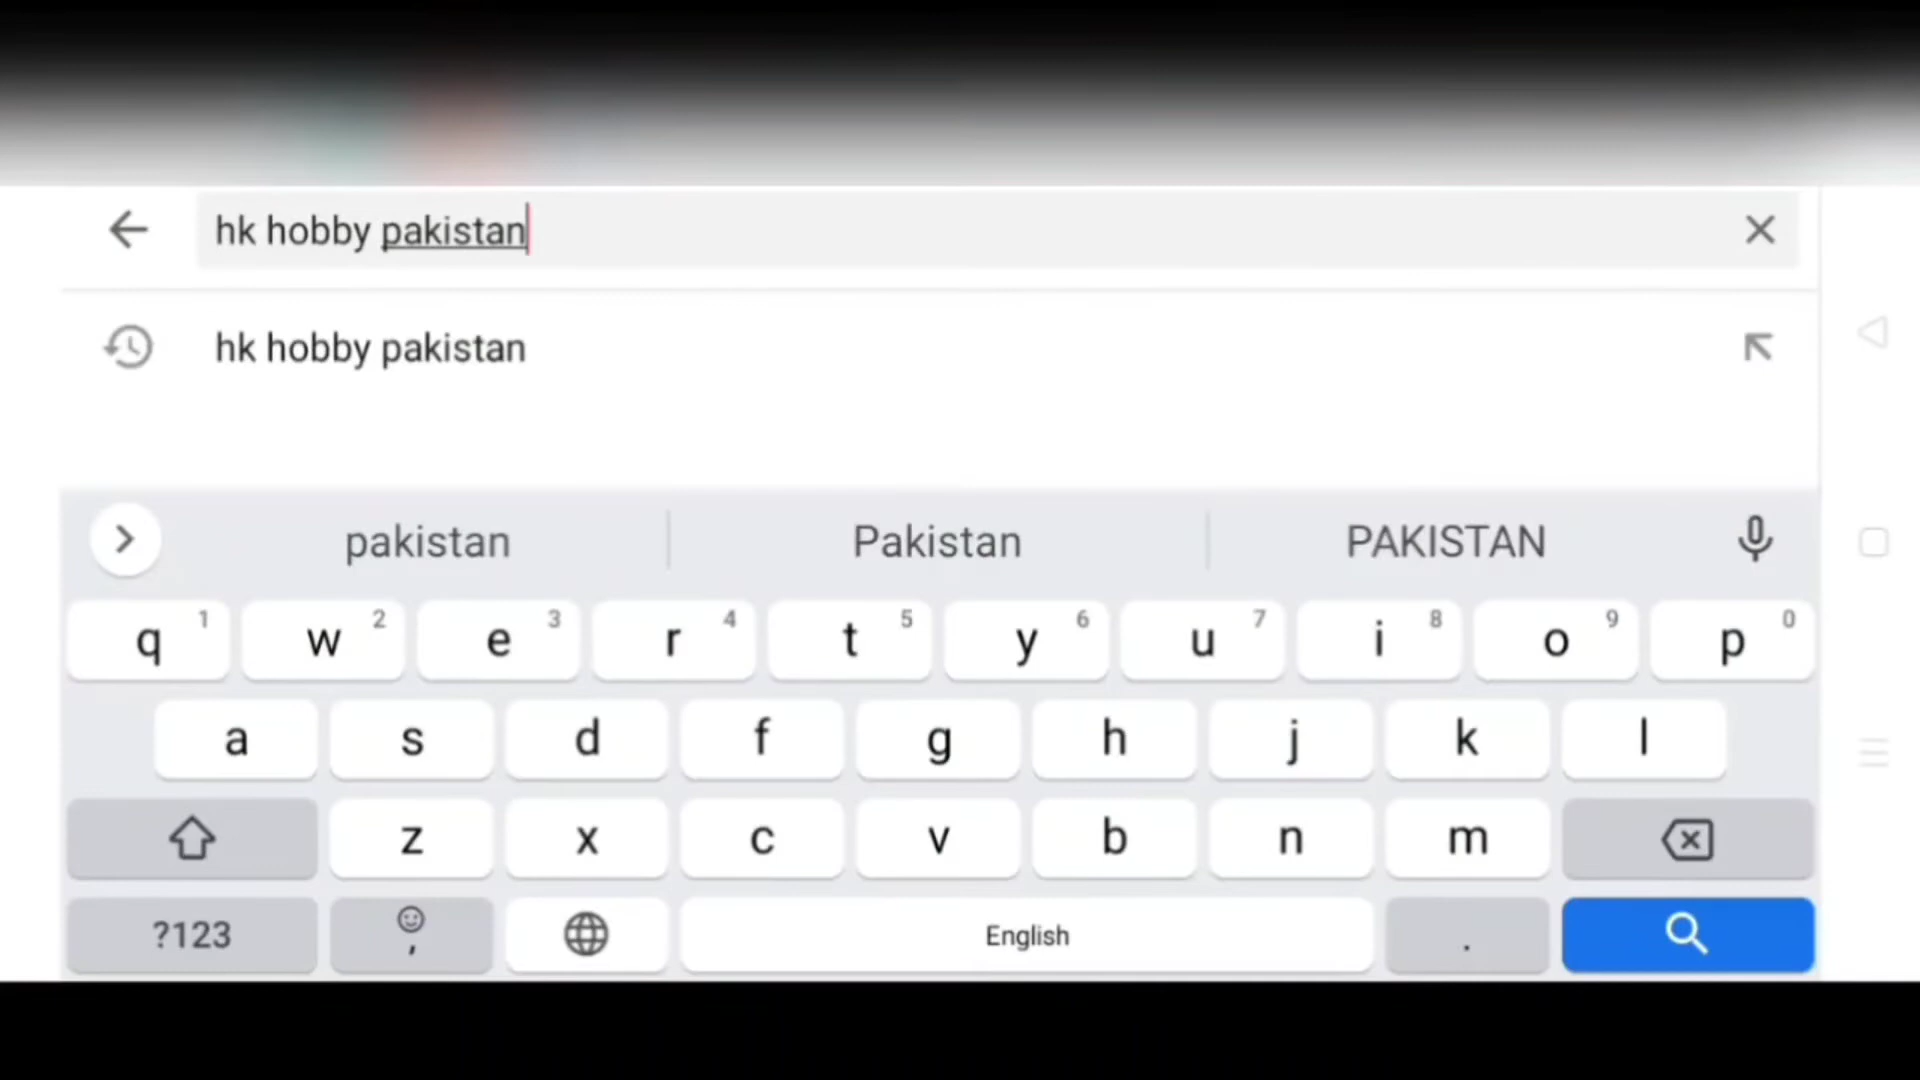 hk hobby pakistan
hk hobby pakistan
pakistan Pakistan PAKISTAN
q 1 w 2 e 3 r 4 t 5 y 6 u 7 i 8 o 9 p 0
a s d f g h j k l
z x c v b n m
?123 , English .